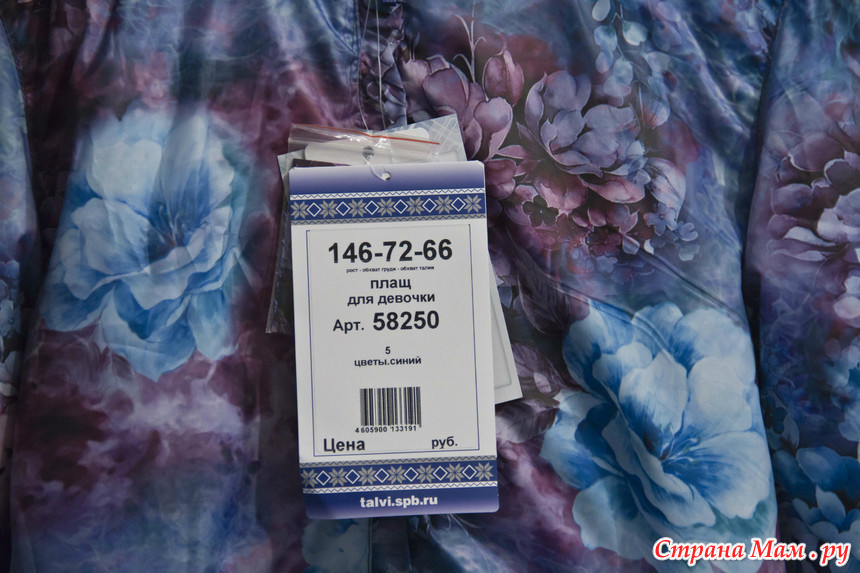 146-72-66
рост - обхват груди - обхват талии
плащ
для девочки
Арт. 58250
5
цветы.синий
4 605900 133191
Цена руб.
talvi.spb.ru
Страна Мам.ру